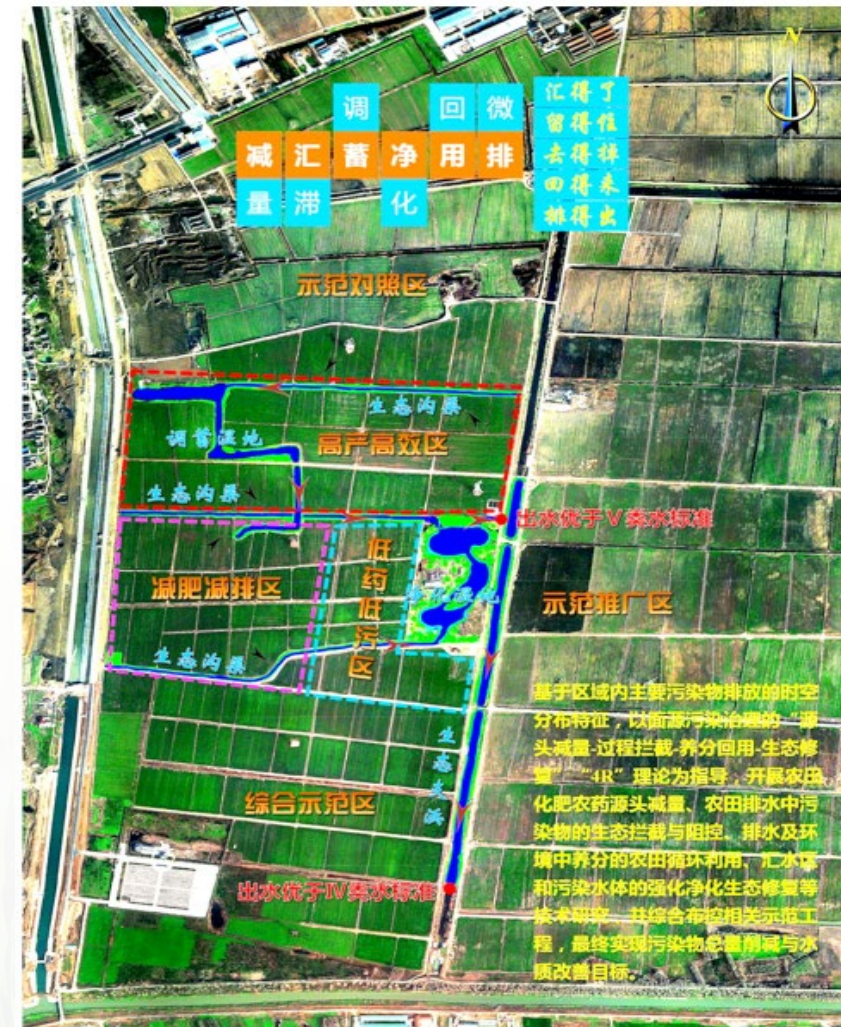 N
调 回 微
减 汇 蓄 净 用 排
量 滞 化
汇得了
留得住
去得掉
回得来
排得出
示范对照区
生态沟渠
调蓄湿地
高产高效区
生态沟渠
出水优于V类水标准
减肥减排区
低药低污区
净化湿地
示范推广区
生态沟渠
生态支浜
综合示范区
出水优于IV类水标准
基于区域内主要污染物排放的时空
分布特征，以面源污染治理的“源
头减量-过程拦截-养分回用-生态修
复”“4R”理论为指导，开展农田
化肥农药源头减量、农田排水中污
染物的生态拦截与阻控、排水及环
境中养分的农田循环利用、汇水区
和污染水体的强化净化生态修复等
技术研究，并综合布控相关示范工
程，最终实现污染物总量削减与水
质改善目标。